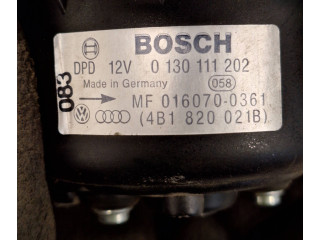 BOSCH
DPD 12V 0 130 111 202
Made in Germany 058
MF 016070-0361
(4B1 820 021B)
083